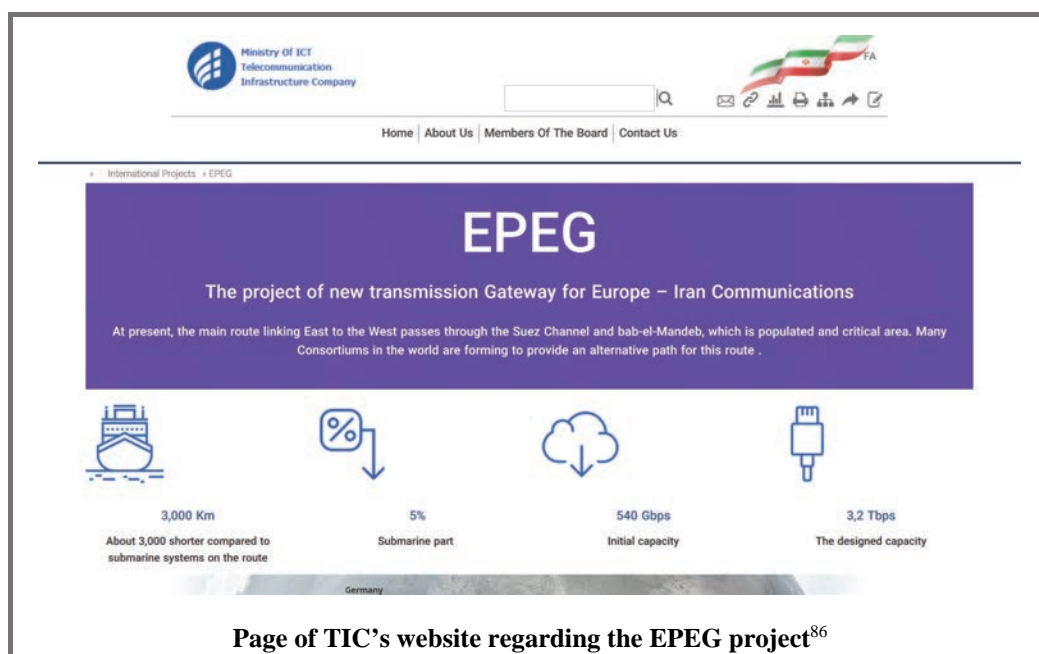 Ministry Of ICT
Telecommunication
Infrastructure Company
FA
Home About Us Members Of The Board Contact Us
International Projects › EPEG
EPEG
The project of new transmission Gateway for Europe – Iran Communications
At present, the main route linking East to the West passes through the Suez Channel and bab-el-Mandeb, which is populated and critical area. Many
Consortiums in the world are forming to provide an alternative path for this route .
%
3,000 Km
About 3,000 shorter compared to
submarine systems on the route
5%
Submarine part
540 Gbps
Initial capacity
3,2 Tbps
The designed capacity
Germany
Page of TIC’s website regarding the EPEG project86